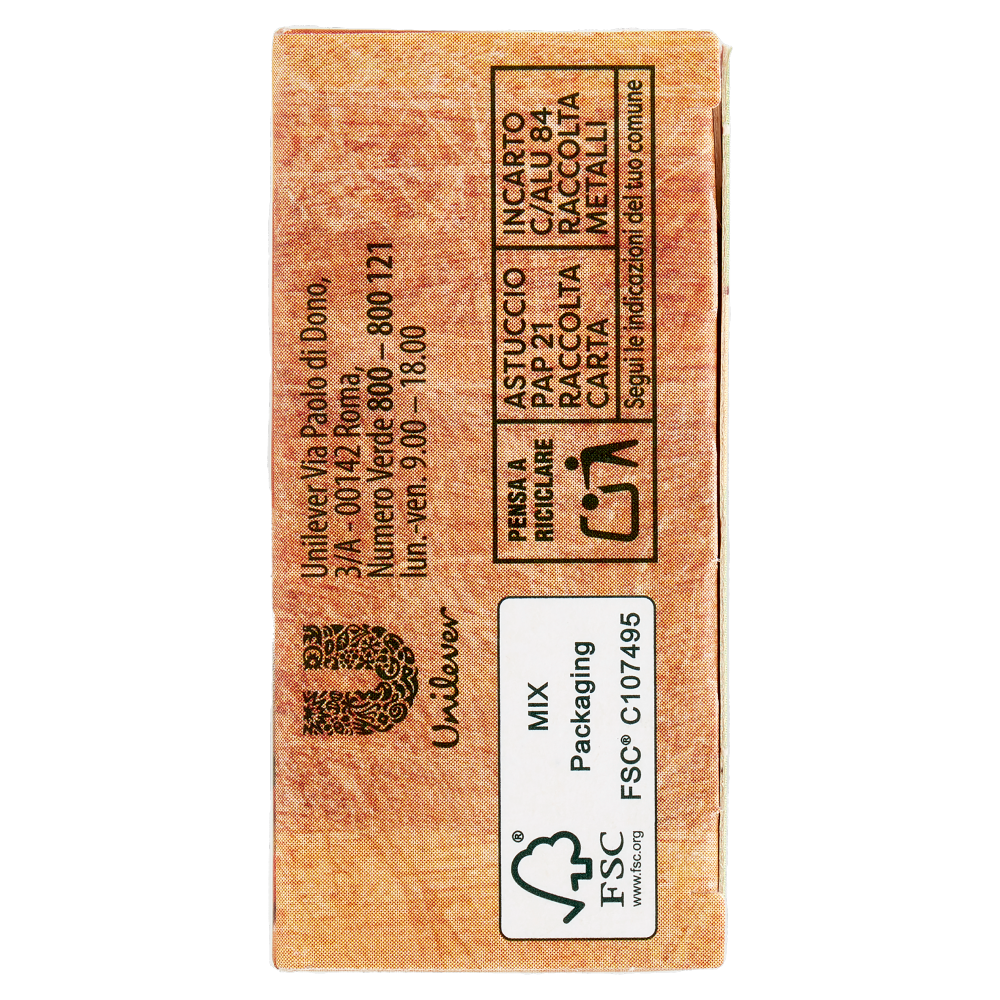 Unilever
Unilever Via Paolo di Dono,
3/A - 00142 Roma,
Numero Verde 800 – 800 121
lun.-ven. 9.00 – 18.00
®
FSC
www.fsc.org
MIX
Packaging
FSC® C107495
PENSA A
RICICLARE
ASTUCCIO
PAP 21
RACCOLTA
CARTA
INCARTO
C/ALU 84
RACCOLTA
METALLI
Segui le indicazioni del tuo comune